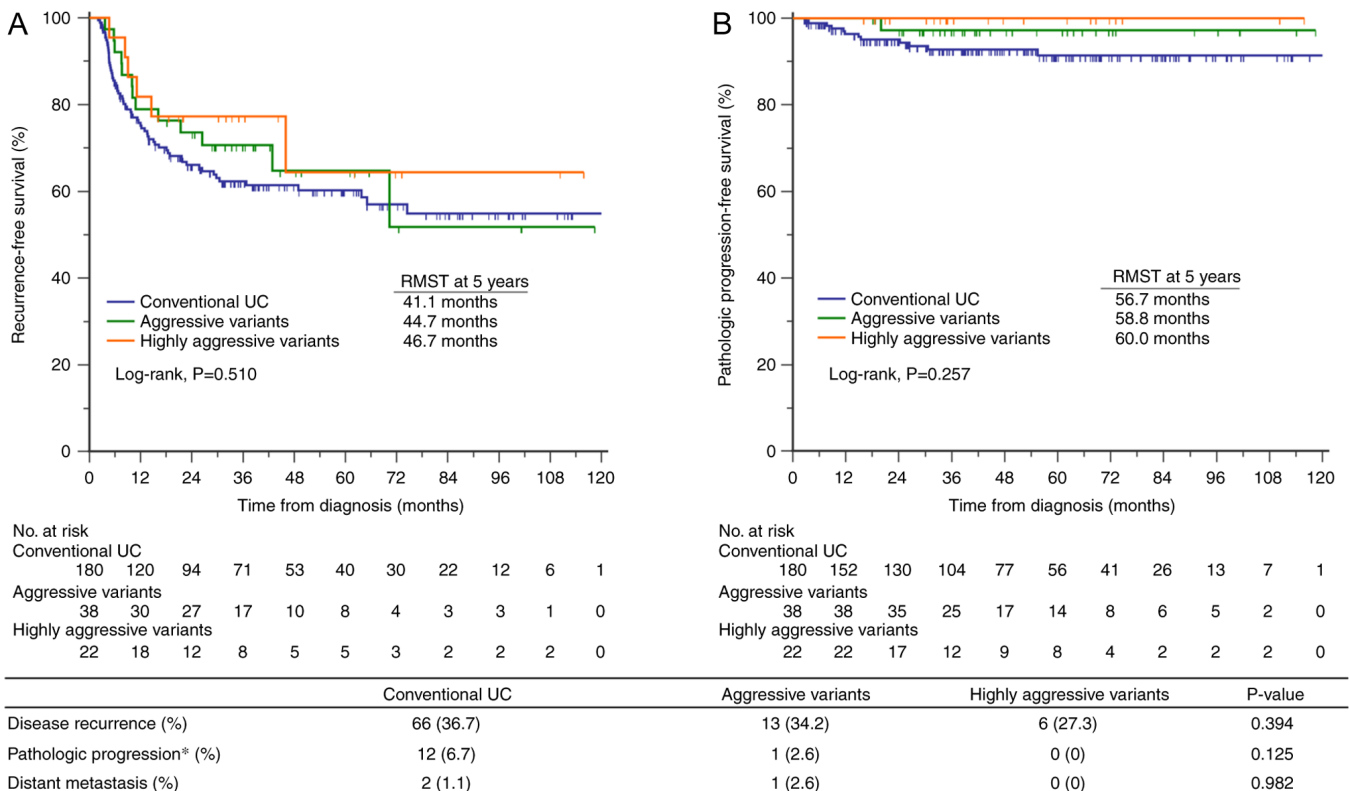 A
Recurrence-free survival (%)
100
80
60
40
20
0
RMST at 5 years
Conventional UC 41.1 months
Aggressive variants 44.7 months
Highly aggressive variants 46.7 months
Log-rank, P=0.510
0 12 24 36 48 60 72 84 96 108 120
Time from diagnosis (months)
No. at risk
Conventional UC
180 120 94 71 53 40 30 22 12 6 1
Aggressive variants
38 30 27 17 10 8 4 3 3 1 0
Highly aggressive variants
22 18 12 8 5 5 3 2 2 2 0
B
Pathologic progression-free survival (%)
100
80
60
40
20
0
RMST at 5 years
Conventional UC 56.7 months
Aggressive variants 58.8 months
Highly aggressive variants 60.0 months
Log-rank, P=0.257
0 12 24 36 48 60 72 84 96 108 120
Time from diagnosis (months)
No. at risk
Conventional UC
180 152 130 104 77 56 41 26 13 7 1
Aggressive variants
38 38 35 25 17 14 8 6 5 2 0
Highly aggressive variants
22 22 17 12 9 8 4 2 2 2 0
Conventional UC Aggressive variants Highly aggressive variants P-value
Disease recurrence (%) 66 (36.7) 13 (34.2) 6 (27.3) 0.394
Pathologic progression* (%) 12 (6.7) 1 (2.6) 0 (0) 0.125
Distant metastasis (%) 2 (1.1) 1 (2.6) 0 (0) 0.982